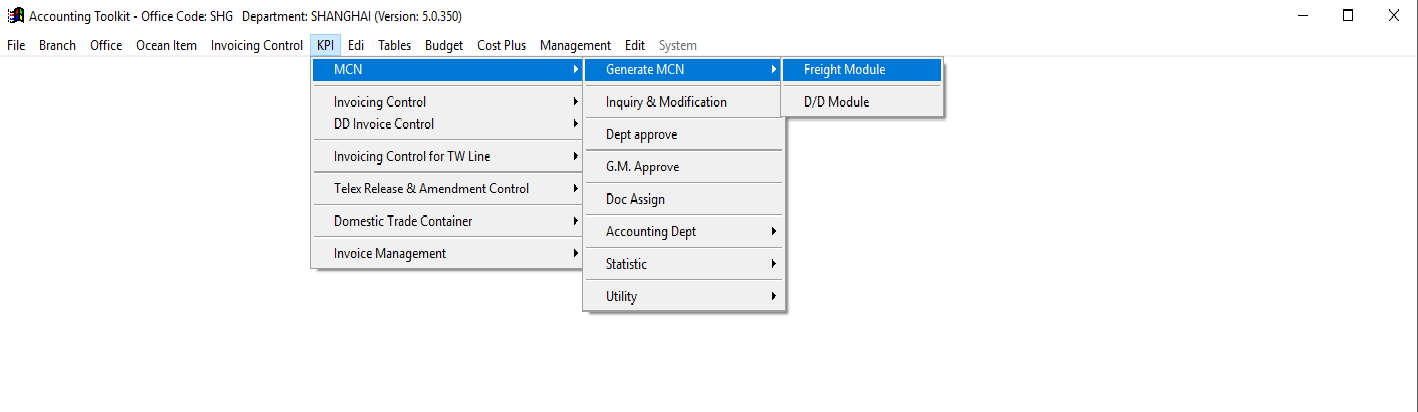 Accounting Toolkit - Office Code: SHG   Department: SHANGHAI (Version: 5.0.350)
File Branch Office Ocean Item Invoicing Control KPI Edi Tables Budget Cost Plus Management Edit System
MCN
Invoicing Control
DD Invoice Control
Invoicing Control for TW Line
Telex Release & Amendment Control
Domestic Trade Container
Invoice Management
Generate MCN
Inquiry & Modification
Dept approve
G.M. Approve
Doc Assign
Accounting Dept
Statistic
Utility
Freight Module
D/D Module